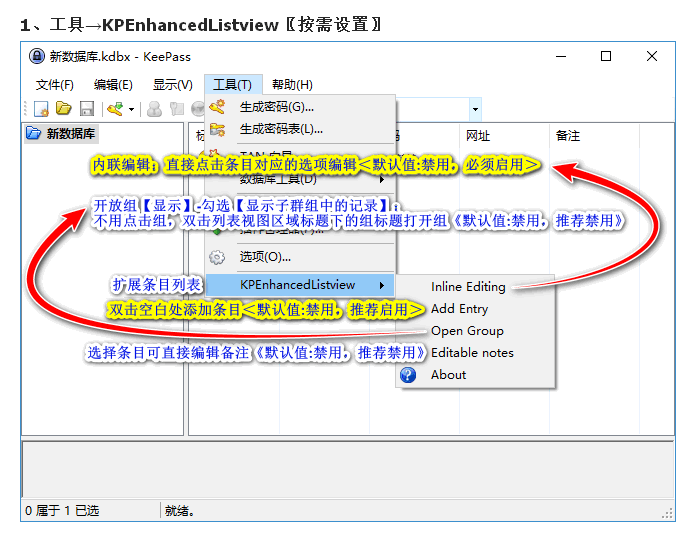 1、工具→KPEnhancedListview〖按需设置〗
新数据库.kdbx - KeePass
文件(F) 编辑(E) 显示(V) 工具(T) 帮助(H)
生成密码(G)...
新数据库
生成密码表(L)...
网址 备注
内联编辑；直接点击条目对应的选项编辑＜默认值:禁用，必须启用＞
数据库工具(D)
开放组【显示】-勾选【显示子群组中的记录】；
不用点击组，双击列表视图区域标题下的组标题打开组《默认值:禁用，推荐禁用》
选项(O)...
扩展条目列表
KPEnhancedListview
Inline Editing
双击空白处添加条目＜默认值:禁用，推荐启用＞
Add Entry
Open Group
选择条目可直接编辑备注《默认值:禁用，推荐禁用》
Editable notes
About
0 属于 1 已选 就绪。